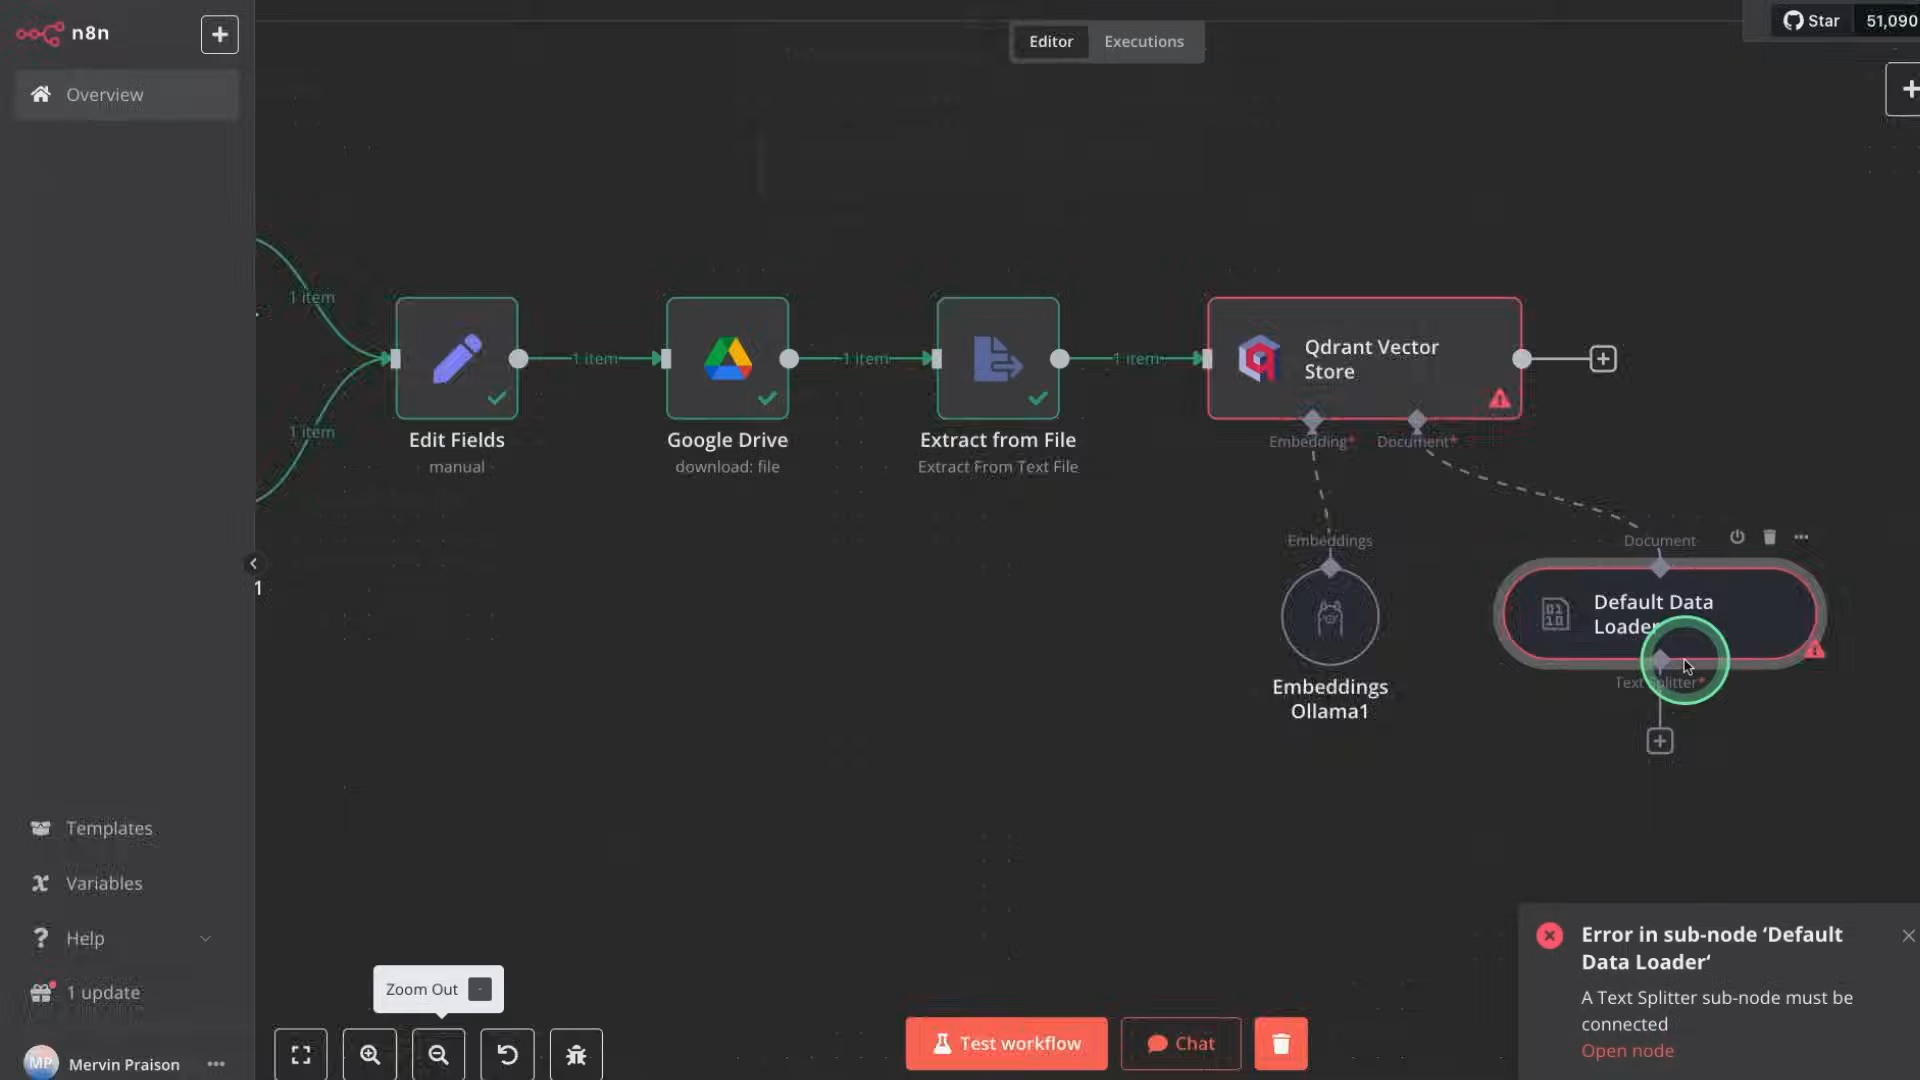 n8n
Overview
Editor
Executions
Star
51,090
1 item
1 item
1 item
1 item
1 item
Qdrant Vector
Store
Edit Fields
manual
Google Drive
download: file
Extract from File
Extract From Text File
Embedding*
Document*
Embeddings
Document
Default Data
Loader
Text Splitter*
Embeddings
Ollama1
1
Templates
Variables
Help
1 update
MP
Mervin Praison
Zoom Out
-
Test workflow
Chat
Error in sub-node ‘Default
Data Loader‘
A Text Splitter sub-node must be
connected
Open node